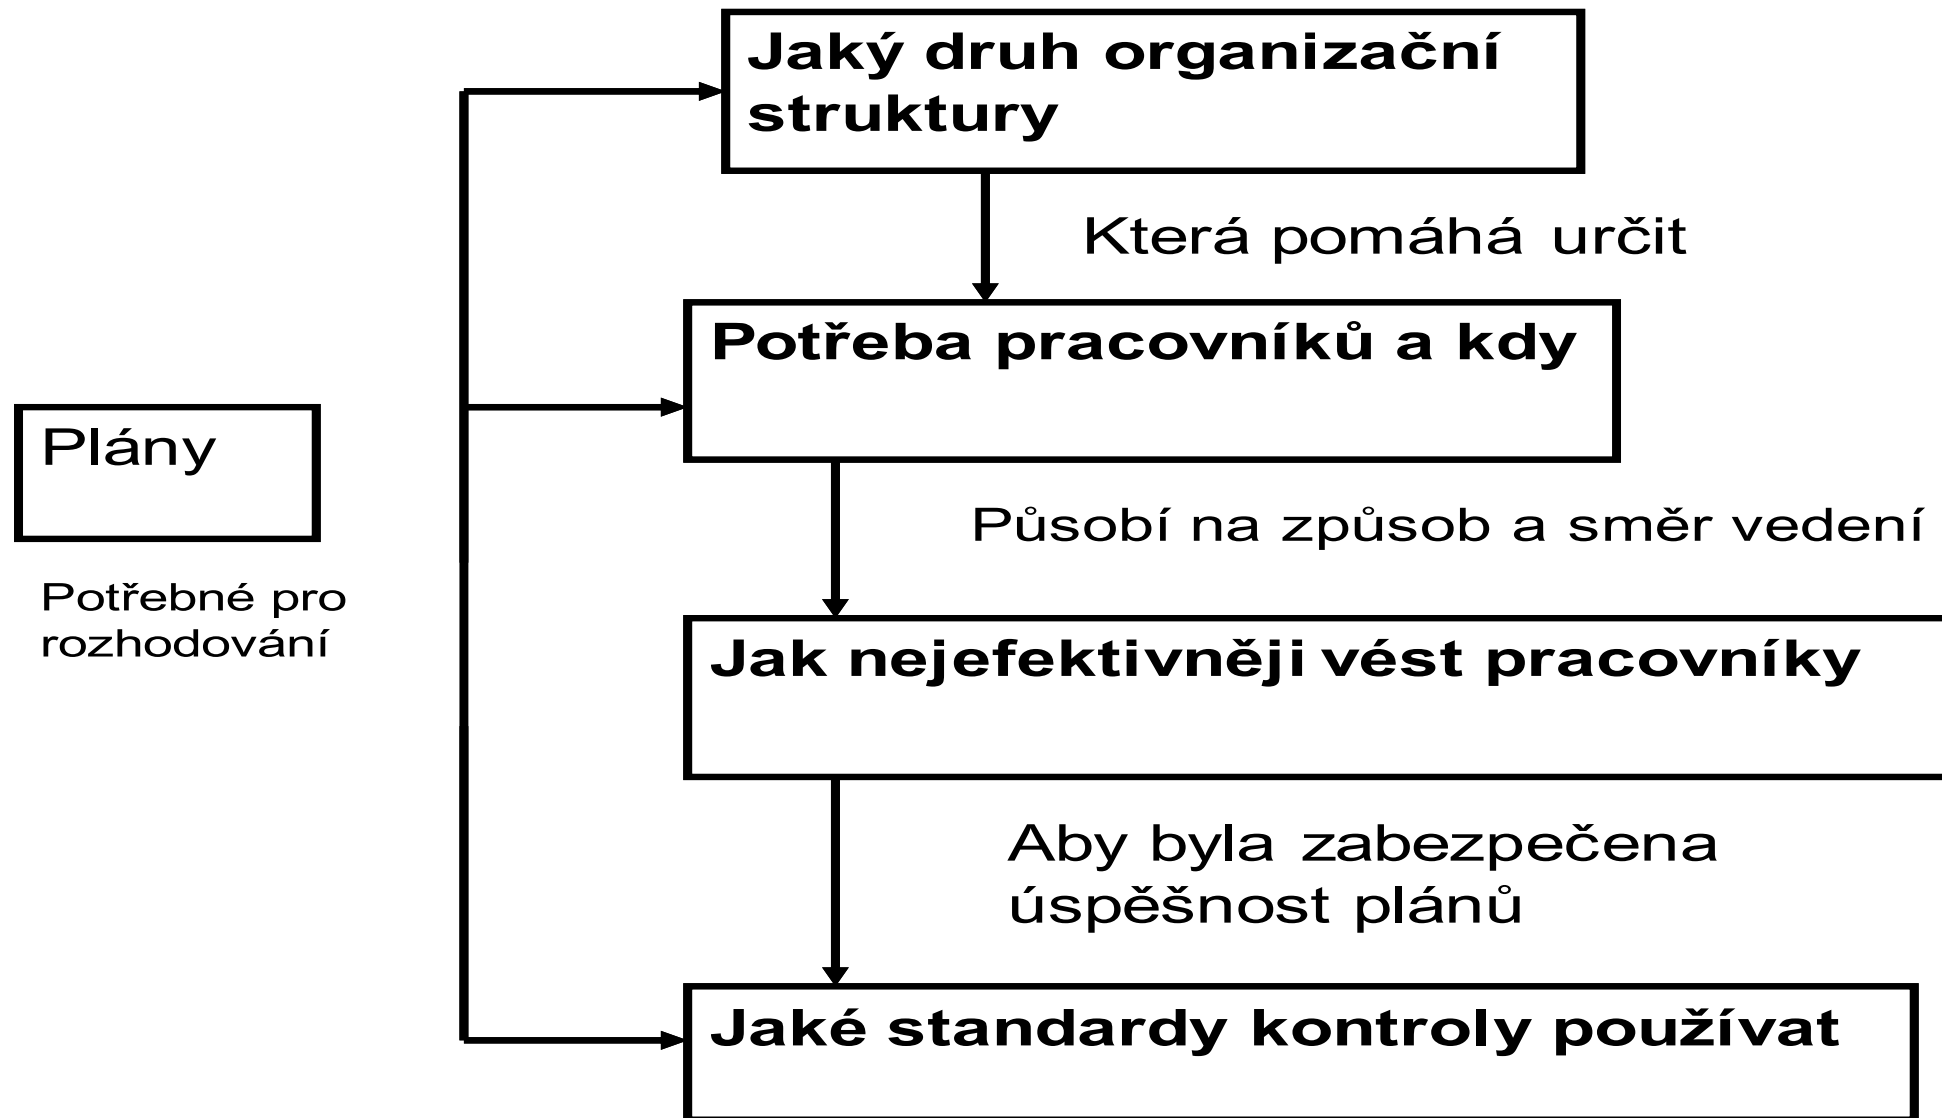 Jaký druh organizační
struktury
Která pomáhá určit
Potřeba pracovníků a kdy
Plány
Působí na způsob a směr vedení
Potřebné pro
rozhodování
Jak nejefektivněji vést pracovníky
Aby byla zabezpečena
úspěšnost plánů
Jaké standardy kontroly používat